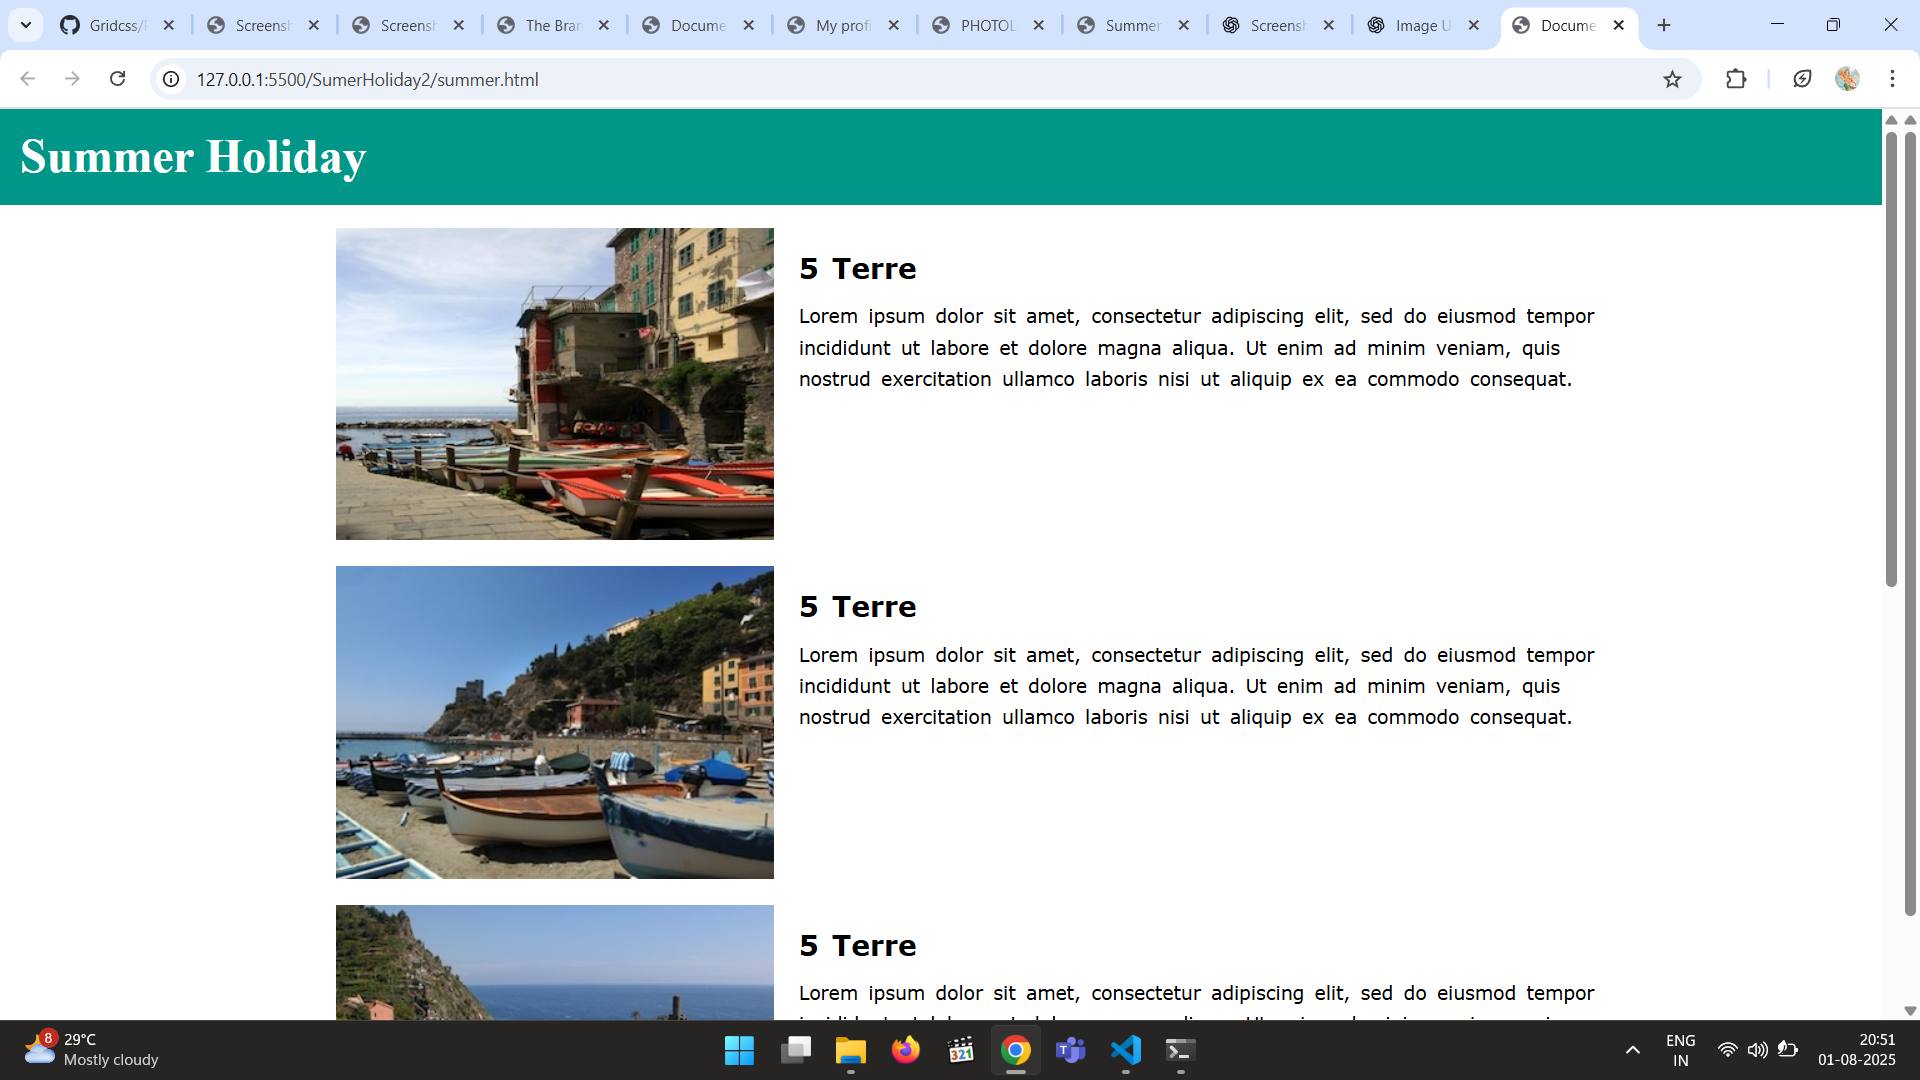 Gridcss/F
Screensh
Screensh
The Bran
Docume
My profi
PHOTOL
Summer
Screensh
Image U
Docume
127.0.0.1:5500/SumerHoliday2/summer.html
Summer Holiday
5 Terre
Lorem ipsum dolor sit amet, consectetur adipiscing elit, sed do eiusmod tempor
incididunt ut labore et dolore magna aliqua. Ut enim ad minim veniam, quis
nostrud exercitation ullamco laboris nisi ut aliquip ex ea commodo consequat.
5 Terre
Lorem ipsum dolor sit amet, consectetur adipiscing elit, sed do eiusmod tempor
incididunt ut labore et dolore magna aliqua. Ut enim ad minim veniam, quis
nostrud exercitation ullamco laboris nisi ut aliquip ex ea commodo consequat.
5 Terre
Lorem ipsum dolor sit amet, consectetur adipiscing elit, sed do eiusmod tempor
8
29°C
Mostly cloudy
321
T
ENG
IN
20:51
01-08-2025